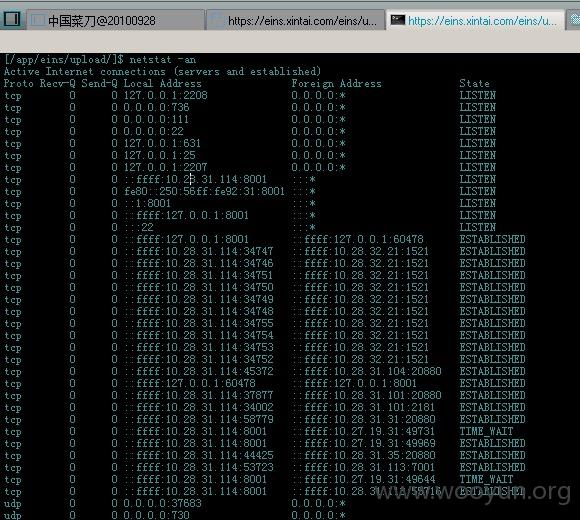 中国菜刀@20100928 https://eins.xintai.com/eins/u... https://eins.xintai.com/eins/u...
[/app/eins/upload/]$ netstat -an
Active Internet connections (servers and established)
Proto Recv-Q Send-Q Local Address Foreign Address State
tcp 0 0 127.0.0.1:2208 0.0.0.0:* LISTEN
tcp 0 0 0.0.0.0:736 0.0.0.0:* LISTEN
tcp 0 0 0.0.0.0:111 0.0.0.0:* LISTEN
tcp 0 0 0.0.0.0:22 0.0.0.0:* LISTEN
tcp 0 0 127.0.0.1:631 0.0.0.0:* LISTEN
tcp 0 0 127.0.0.1:25 0.0.0.0:* LISTEN
tcp 0 0 127.0.0.1:2207 0.0.0.0:* LISTEN
tcp 0 0 ::ffff:10.28.31.114:8001 :::* LISTEN
tcp 0 0 fe80::250:56ff:fe92:31:8001 :::* LISTEN
tcp 0 0 ::1:8001 :::* LISTEN
tcp 0 0 ::ffff:127.0.0.1:8001 :::* LISTEN
tcp 0 0 :::22 :::* LISTEN
tcp 0 0 ::ffff:127.0.0.1:8001 ::ffff:127.0.0.1:60478 ESTABLISHED
tcp 0 0 ::ffff:10.28.31.114:34747 ::ffff:10.28.32.21:1521 ESTABLISHED
tcp 0 0 ::ffff:10.28.31.114:34746 ::ffff:10.28.32.21:1521 ESTABLISHED
tcp 0 0 ::ffff:10.28.31.114:34751 ::ffff:10.28.32.21:1521 ESTABLISHED
tcp 0 0 ::ffff:10.28.31.114:34750 ::ffff:10.28.32.21:1521 ESTABLISHED
tcp 0 0 ::ffff:10.28.31.114:34749 ::ffff:10.28.32.21:1521 ESTABLISHED
tcp 0 0 ::ffff:10.28.31.114:34748 ::ffff:10.28.32.21:1521 ESTABLISHED
tcp 0 0 ::ffff:10.28.31.114:34755 ::ffff:10.28.32.21:1521 ESTABLISHED
tcp 0 0 ::ffff:10.28.31.114:34754 ::ffff:10.28.32.21:1521 ESTABLISHED
tcp 0 0 ::ffff:10.28.31.114:34753 ::ffff:10.28.32.21:1521 ESTABLISHED
tcp 0 0 ::ffff:10.28.31.114:34752 ::ffff:10.28.32.21:1521 ESTABLISHED
tcp 0 0 ::ffff:10.28.31.114:45372 ::ffff:10.28.31.104:20880 ESTABLISHED
tcp 0 0 ::ffff:127.0.0.1:60478 ::ffff:127.0.0.1:8001 ESTABLISHED
tcp 0 0 ::ffff:10.28.31.114:37877 ::ffff:10.28.31.101:20880 ESTABLISHED
tcp 0 0 ::ffff:10.28.31.114:34002 ::ffff:10.28.31.101:2181 ESTABLISHED
tcp 0 0 ::ffff:10.28.31.114:58779 ::ffff:10.28.31.31:20880 ESTABLISHED
tcp 0 0 ::ffff:10.28.31.114:8001 ::ffff:10.27.19.31:49731 TIME_WAIT
tcp 0 0 ::ffff:10.28.31.114:8001 ::ffff:10.27.19.31:49969 ESTABLISHED
tcp 0 0 ::ffff:10.28.31.114:44425 ::ffff:10.28.31.35:20880 ESTABLISHED
tcp 0 0 ::ffff:10.28.31.114:53723 ::ffff:10.28.31.113:7001 ESTABLISHED
tcp 0 0 ::ffff:10.28.31.114:8001 ::ffff:10.27.19.31:49644 TIME_WAIT
tcp 0 0 ::ffff:10.28.31.114:8001 ESTABLISHED
www.wooyun.org
udp 0 0 0.0.0.0:37683 0.0.0.0:*
udp 0 0 0.0.0.0:730 0.0.0.0:*